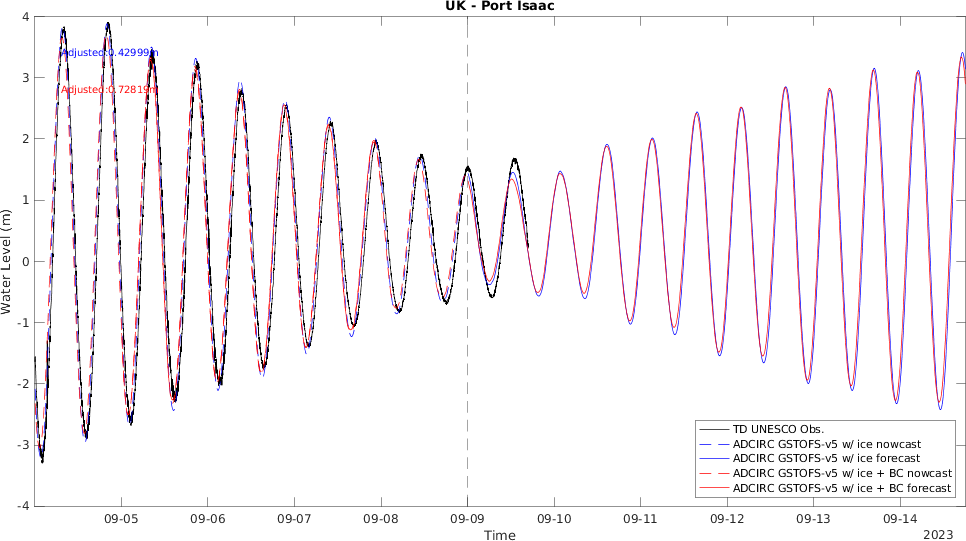 UK - Port Isaac
Adjusted:0.42999m
Adjusted:0.72819m
Water Level (m)
4
3
2
1
0
-1
-2
-3
-4
09-05
09-06
09-07
09-08
09-09
09-10
09-11
09-12
09-13
09-14
Time
2023
TD UNESCO Obs.
ADCIRC GSTOFS-v5 w/ ice nowcast
ADCIRC GSTOFS-v5 w/ ice forecast
ADCIRC GSTOFS-v5 w/ ice + BC nowcast
ADCIRC GSTOFS-v5 w/ ice + BC forecast